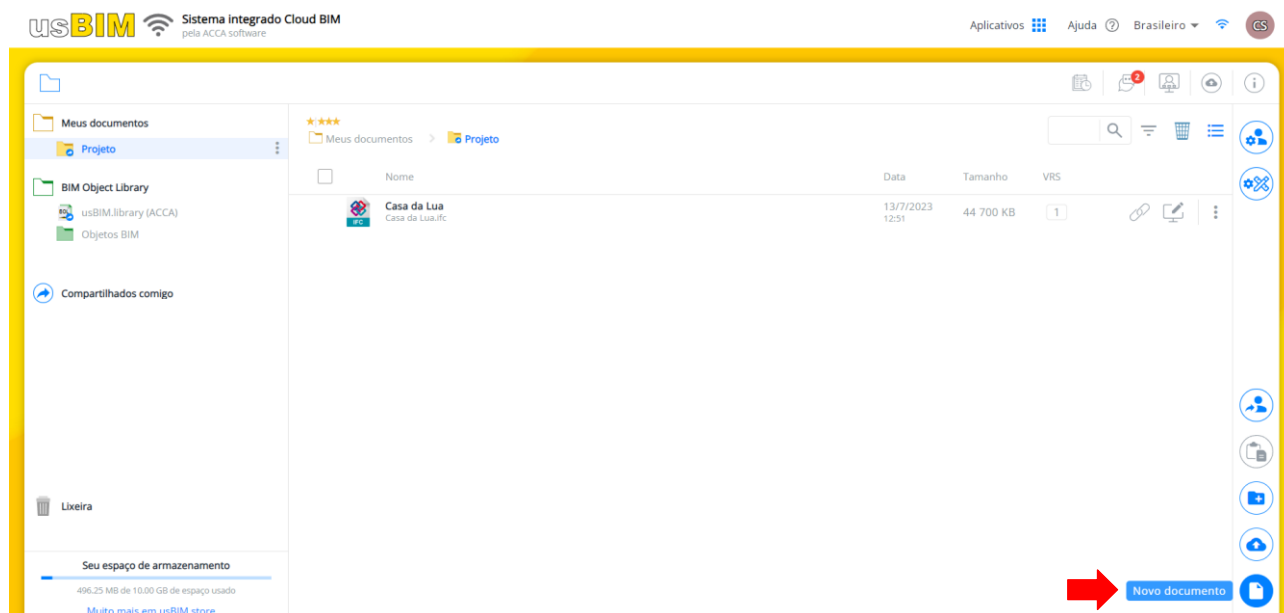 usBIM
Sistema integrado Cloud BIM
pela ACCA software
Aplicativos
Ajuda
Brasileiro
CS
2
Meus documentos
Projeto
BIM Object Library
usBIM.library (ACCA)
Objetos BIM
Compartilhados comigo
Lixeira
Seu espaço de armazenamento
496.25 MB de 10.00 GB de espaço usado
Muito mais em usBIM store
Meus documentos > Projeto
Nome Data Tamanho VRS
Casa da Lua 13/7/2023 44 700 KB 1
Casa da Lua.ifc 12:51
IFC
Novo documento